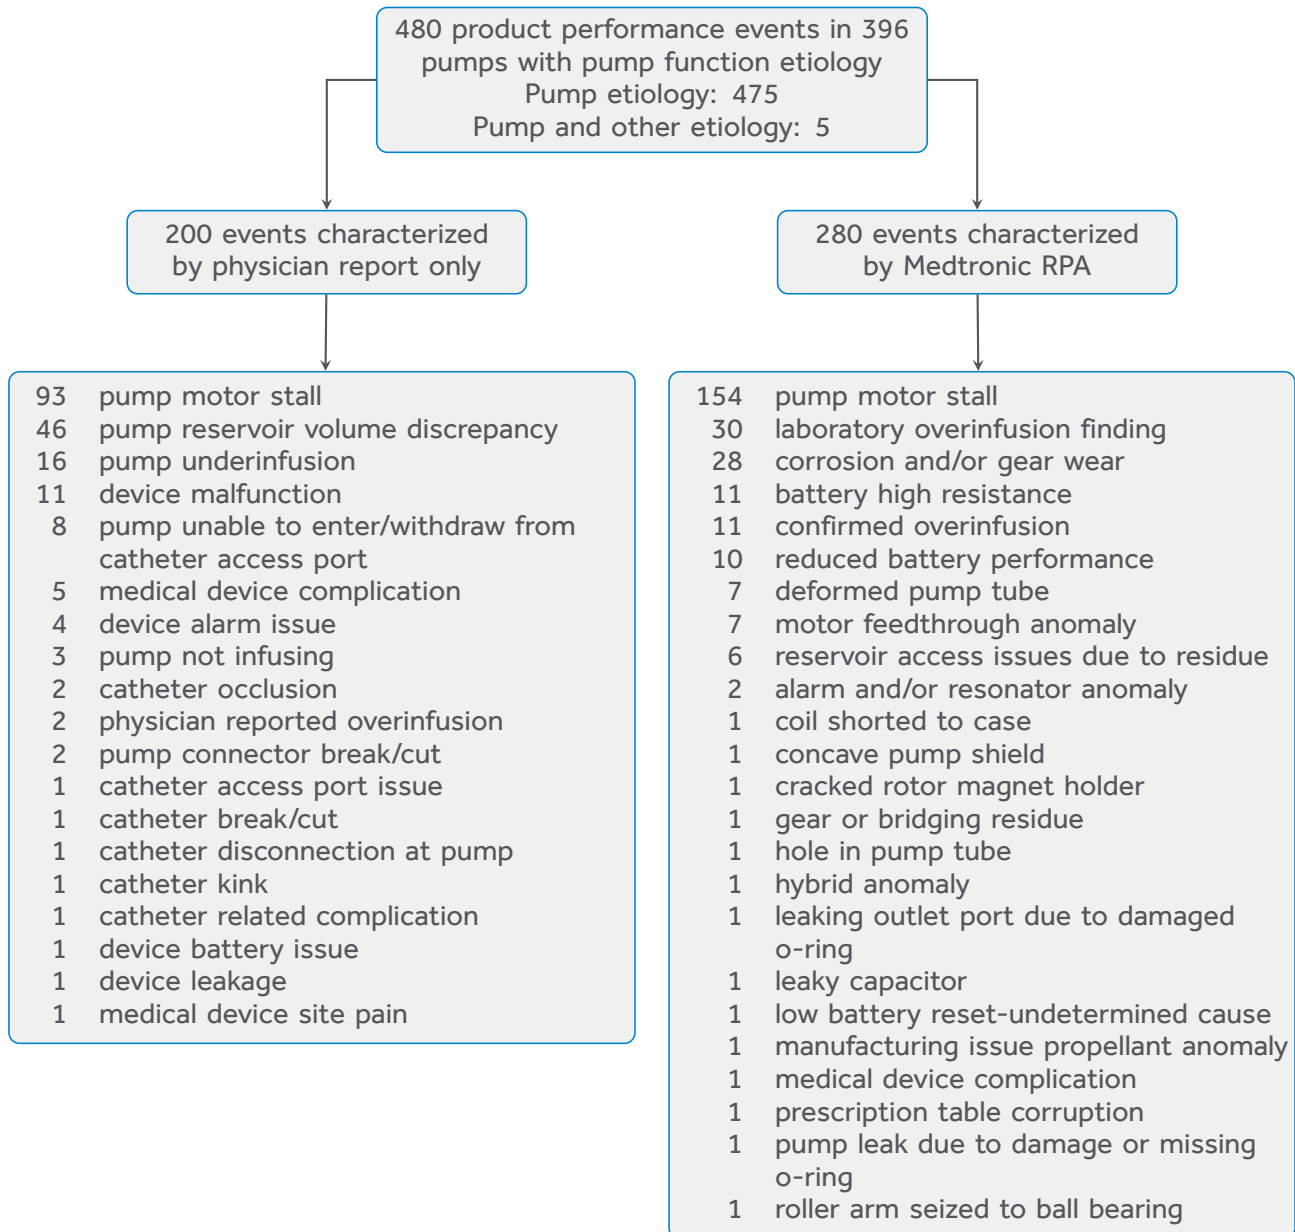 480 product performance events in 396
pumps with pump function etiology
Pump etiology: 475
Pump and other etiology: 5
200 events characterized
by physician report only
280 events characterized
by Medtronic RPA
93 pump motor stall
46 pump reservoir volume discrepancy
16 pump underinfusion
11 device malfunction
8 pump unable to enter/withdraw from
catheter access port
5 medical device complication
4 device alarm issue
3 pump not infusing
2 catheter occlusion
2 physician reported overinfusion
2 pump connector break/cut
1 catheter access port issue
1 catheter break/cut
1 catheter disconnection at pump
1 catheter kink
1 catheter related complication
1 device battery issue
1 device leakage
1 medical device site pain
154 pump motor stall
30 laboratory overinfusion finding
28 corrosion and/or gear wear
11 battery high resistance
11 confirmed overinfusion
10 reduced battery performance
7 deformed pump tube
7 motor feedthrough anomaly
6 reservoir access issues due to residue
2 alarm and/or resonator anomaly
1 coil shorted to case
1 concave pump shield
1 cracked rotor magnet holder
1 gear or bridging residue
1 hole in pump tube
1 hybrid anomaly
1 leaking outlet port due to damaged
o-ring
1 leaky capacitor
1 low battery reset-undetermined cause
1 manufacturing issue propellant anomaly
1 medical device complication
1 prescription table corruption
1 pump leak due to damage or missing
o-ring
1 roller arm seized to ball bearing